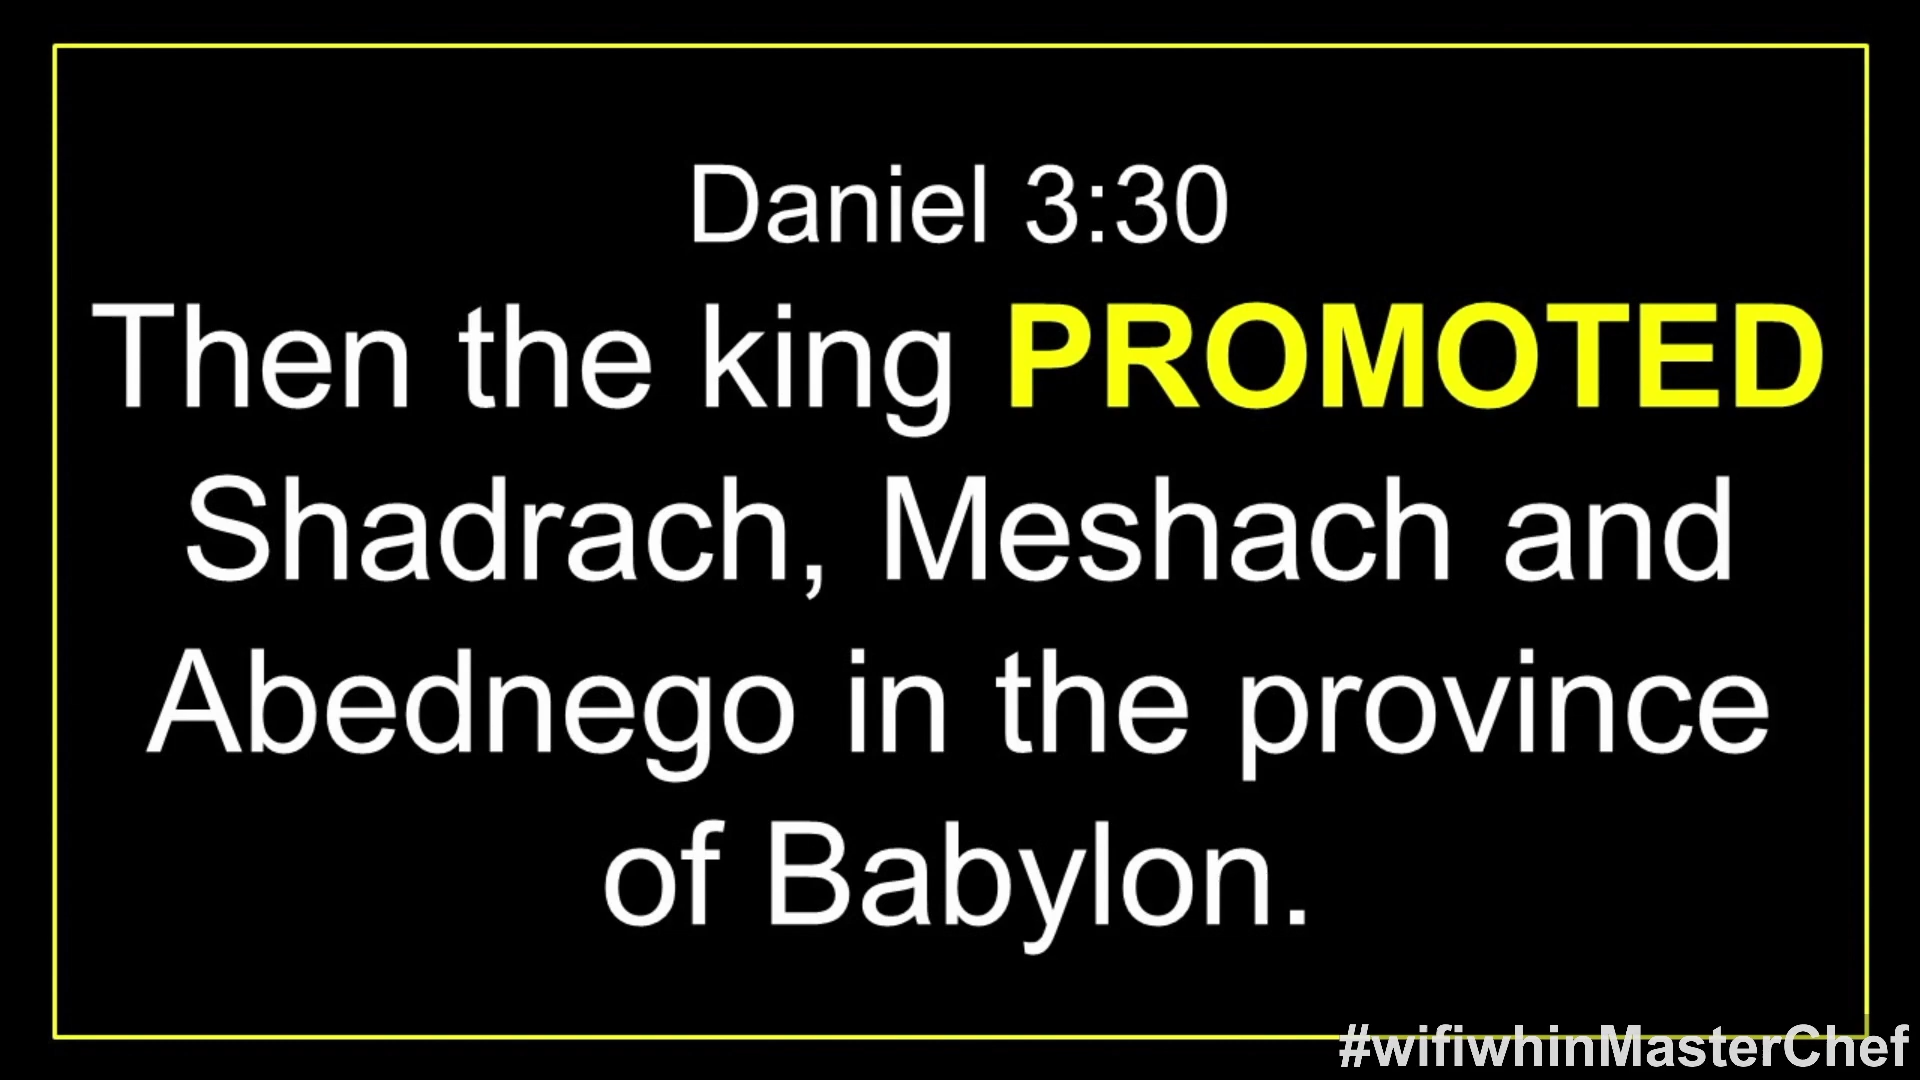 Daniel 3:30
Then the king PROMOTED
Shadrach, Meshach and
Abednego in the province
of Babylon.
#wifiwhinMasterChef